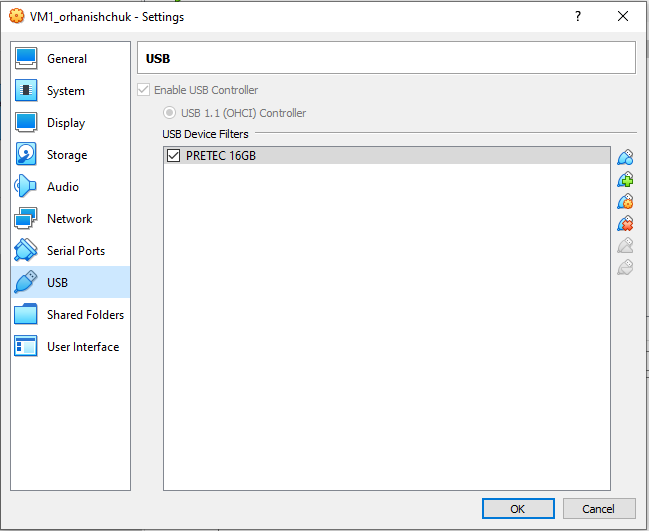 VM1_orhanishchuk - Settings
?
General
System
Display
Storage
Audio
Network
Serial Ports
USB
Shared Folders
User Interface
USB
Enable USB Controller
USB 1.1 (OHCI) Controller
USB Device Filters
PRETEC 16GB
OK
Cancel